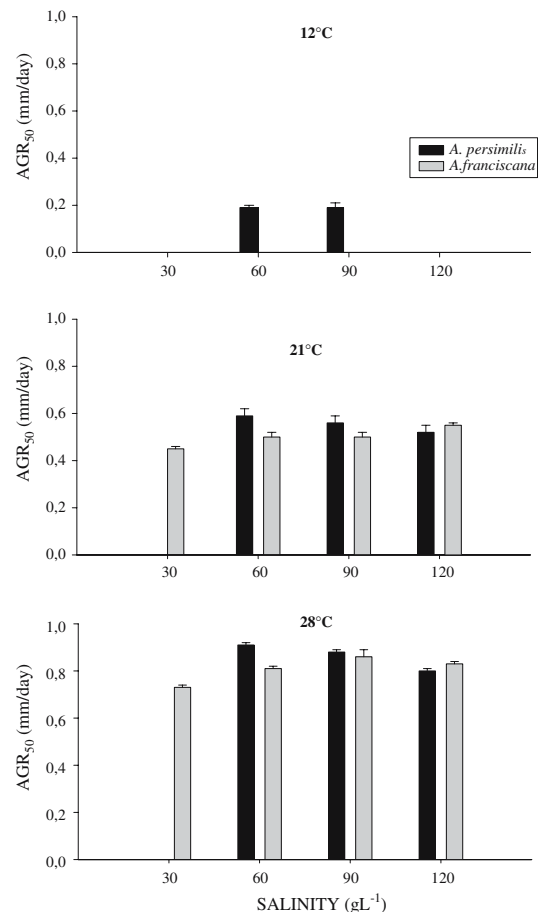 12°C
AGR50 (mm/day)
1,0
0,8
0,6
0,4
0,2
0,0
A. persimilis
A.franciscana
30 60 90 120
21°C
AGR50 (mm/day)
1,0
0,8
0,6
0,4
0,2
0,0
30 60 90 120
28°C
AGR50 (mm/day)
1,0
0,8
0,6
0,4
0,2
0,0
30 60 90 120
SALINITY (gL-1)